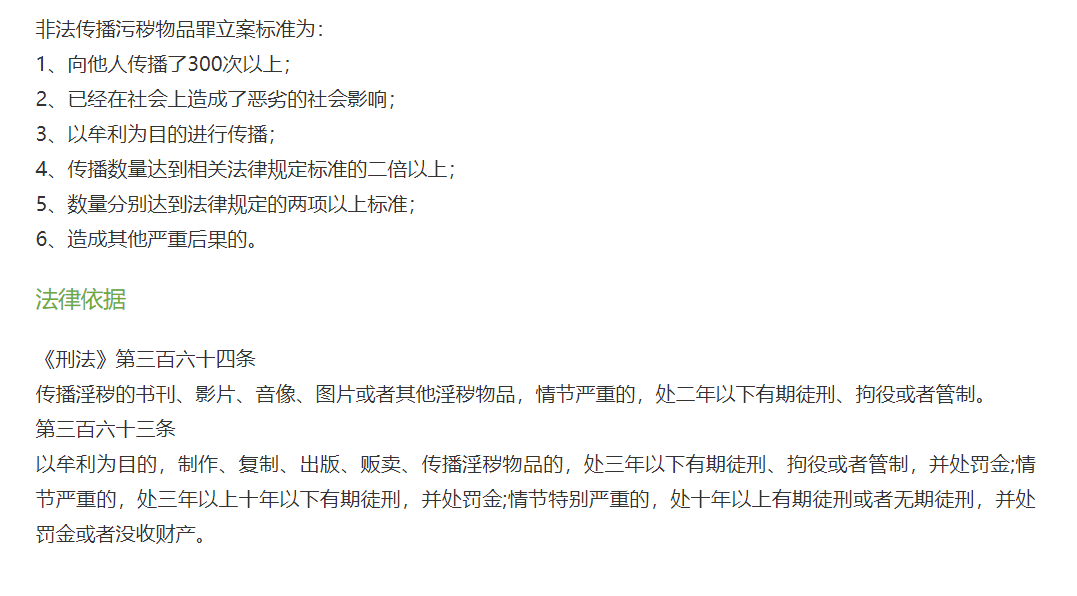 非法传播污秽物品罪立案标准为：
1、向他人传播了300次以上；
2、已经在社会上造成了恶劣的社会影响；
3、以牟利为目的进行传播；
4、传播数量达到相关法律规定标准的二倍以上；
5、数量分别达到法律规定的两项以上标准；
6、造成其他严重后果的。
法律依据
《刑法》第三百六十四条
传播淫秽的书刊、影片、音像、图片或者其他淫秽物品，情节严重的，处二年以下有期徒刑、拘役或者管制。
第三百六十三条
以牟利为目的，制作、复制、出版、贩卖、传播淫秽物品的，处三年以下有期徒刑、拘役或者管制，并处罚金;情
节严重的，处三年以上十年以下有期徒刑，并处罚金;情节特别严重的，处十年以上有期徒刑或者无期徒刑，并处
罚金或者没收财产。